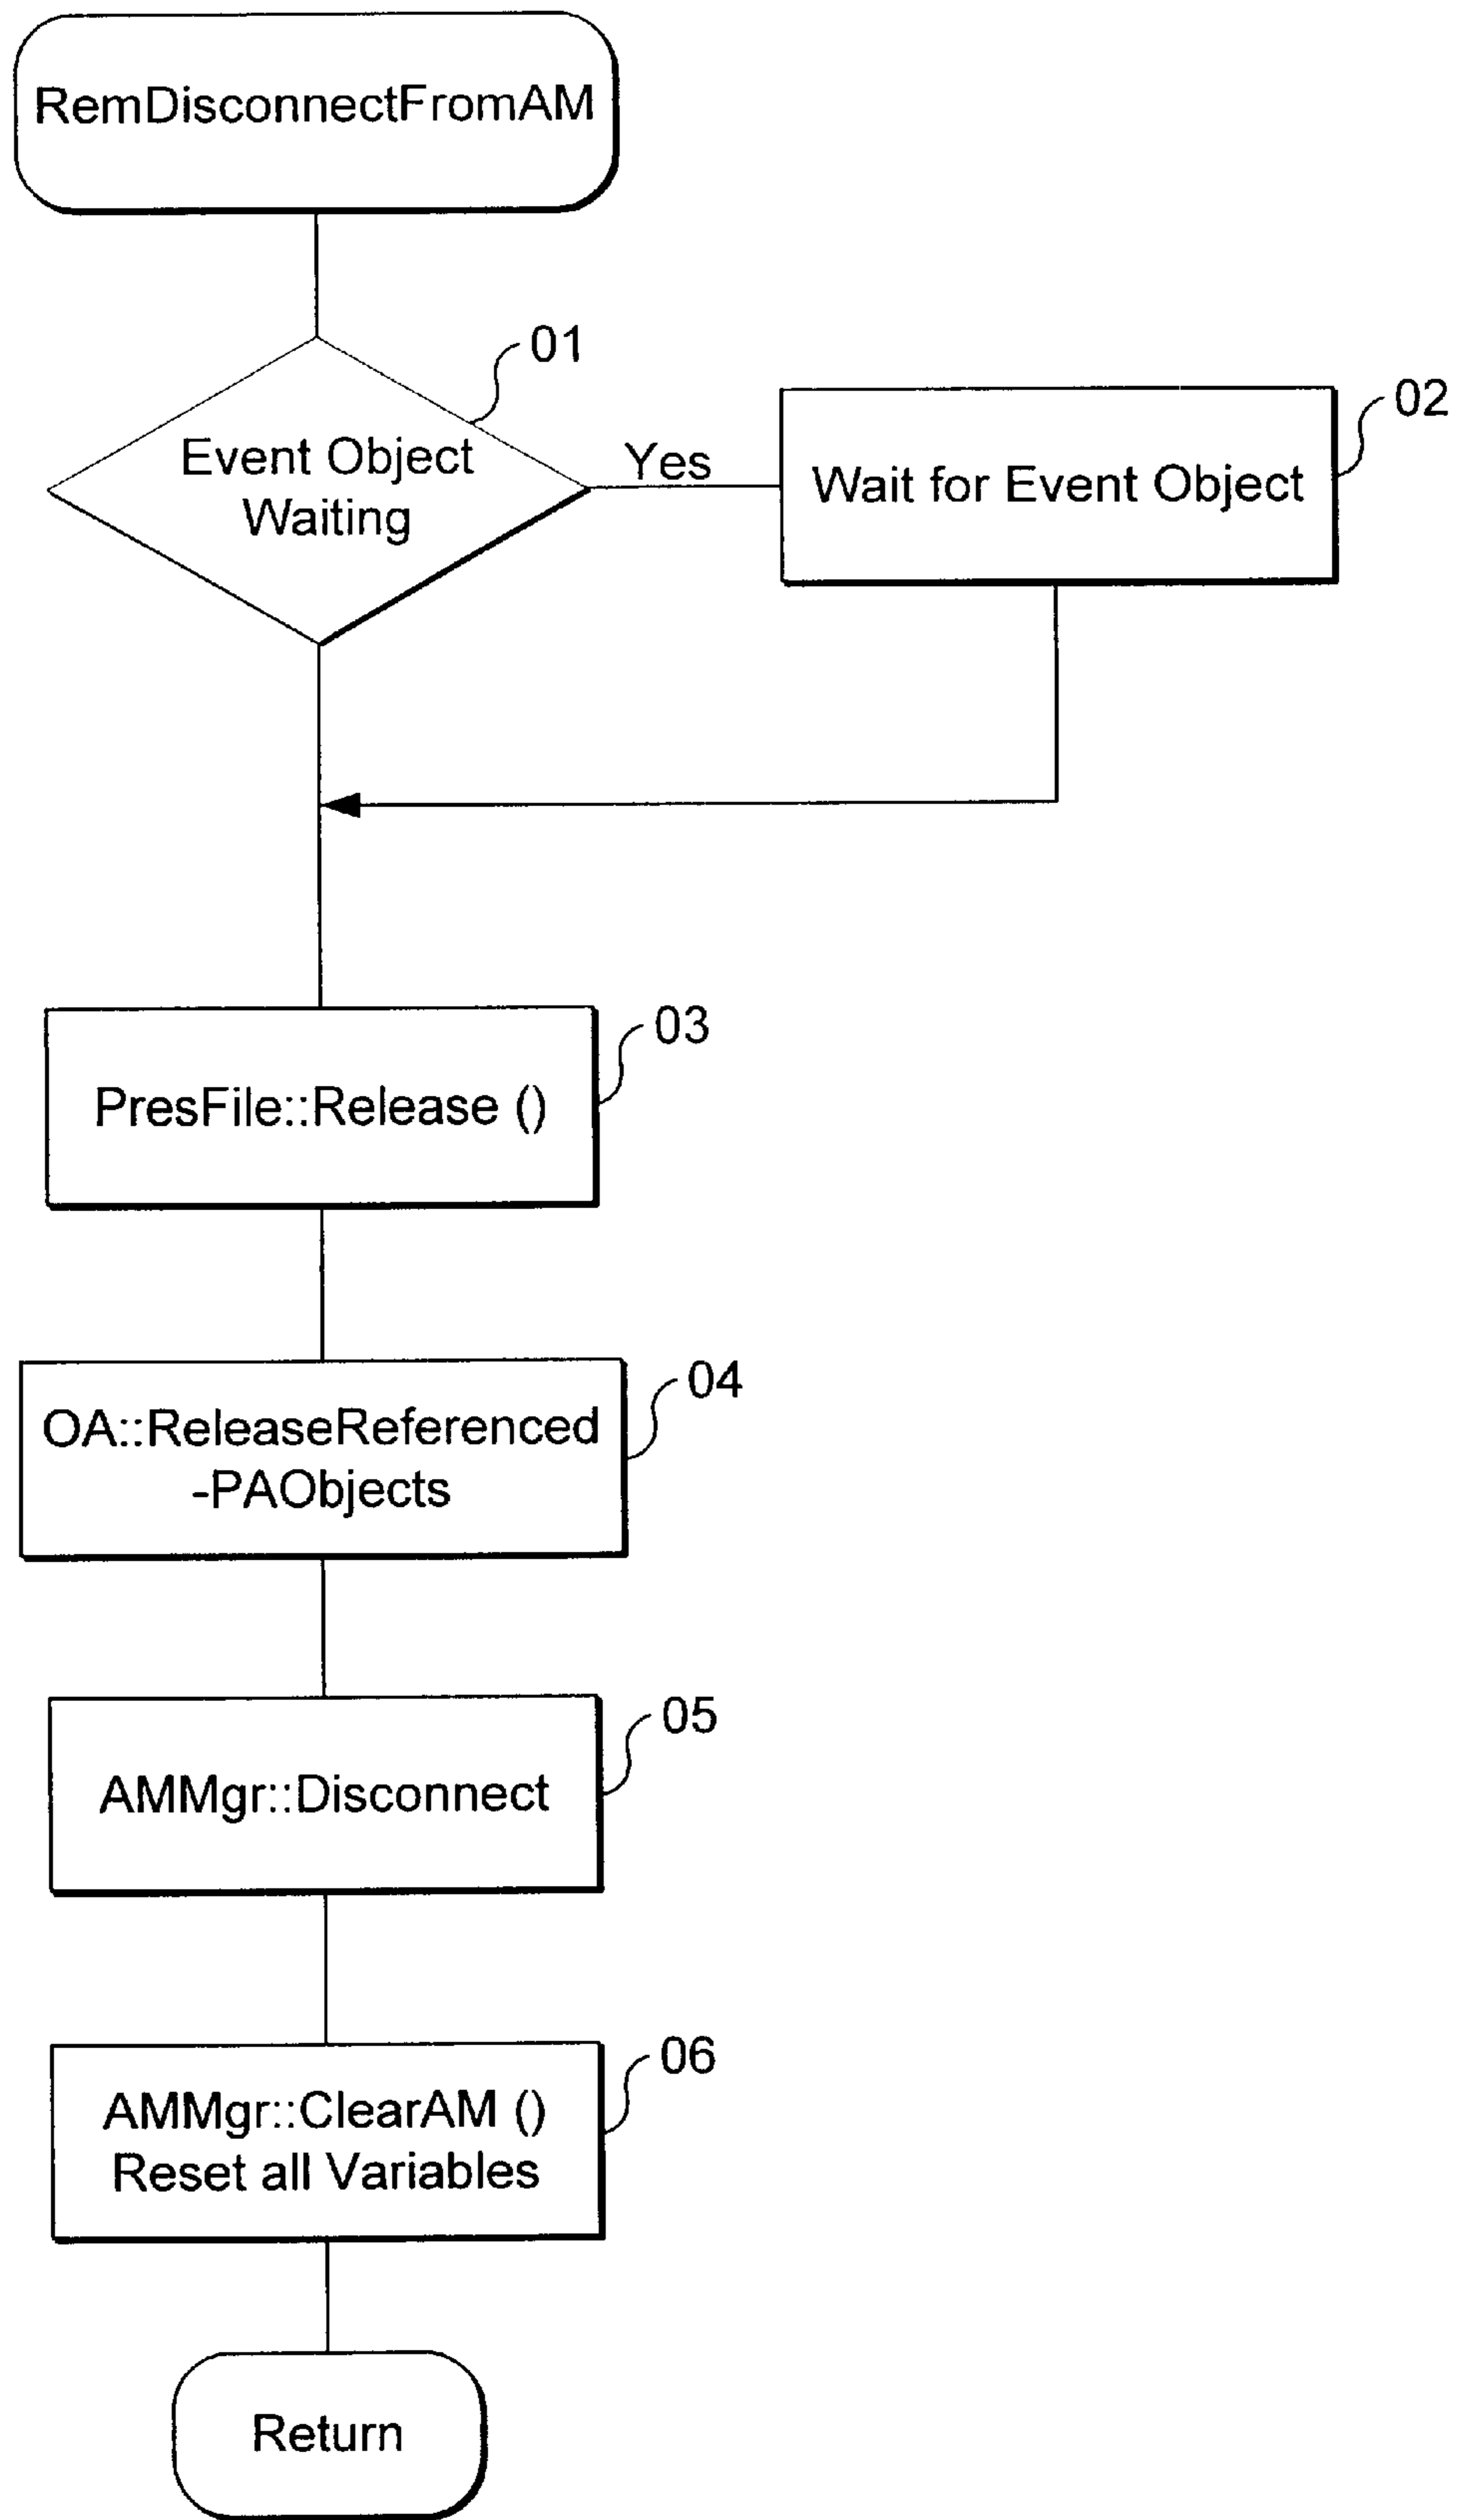 RemDisconnectFromAM
01
Event Object
Waiting
Yes
02
Wait for Event Object
03
PresFile::Release ()
04
OA::ReleaseReferenced
-PAObjects
05
AMMgr::Disconnect
06
AMMgr::ClearAM ()
Reset all Variables
Return